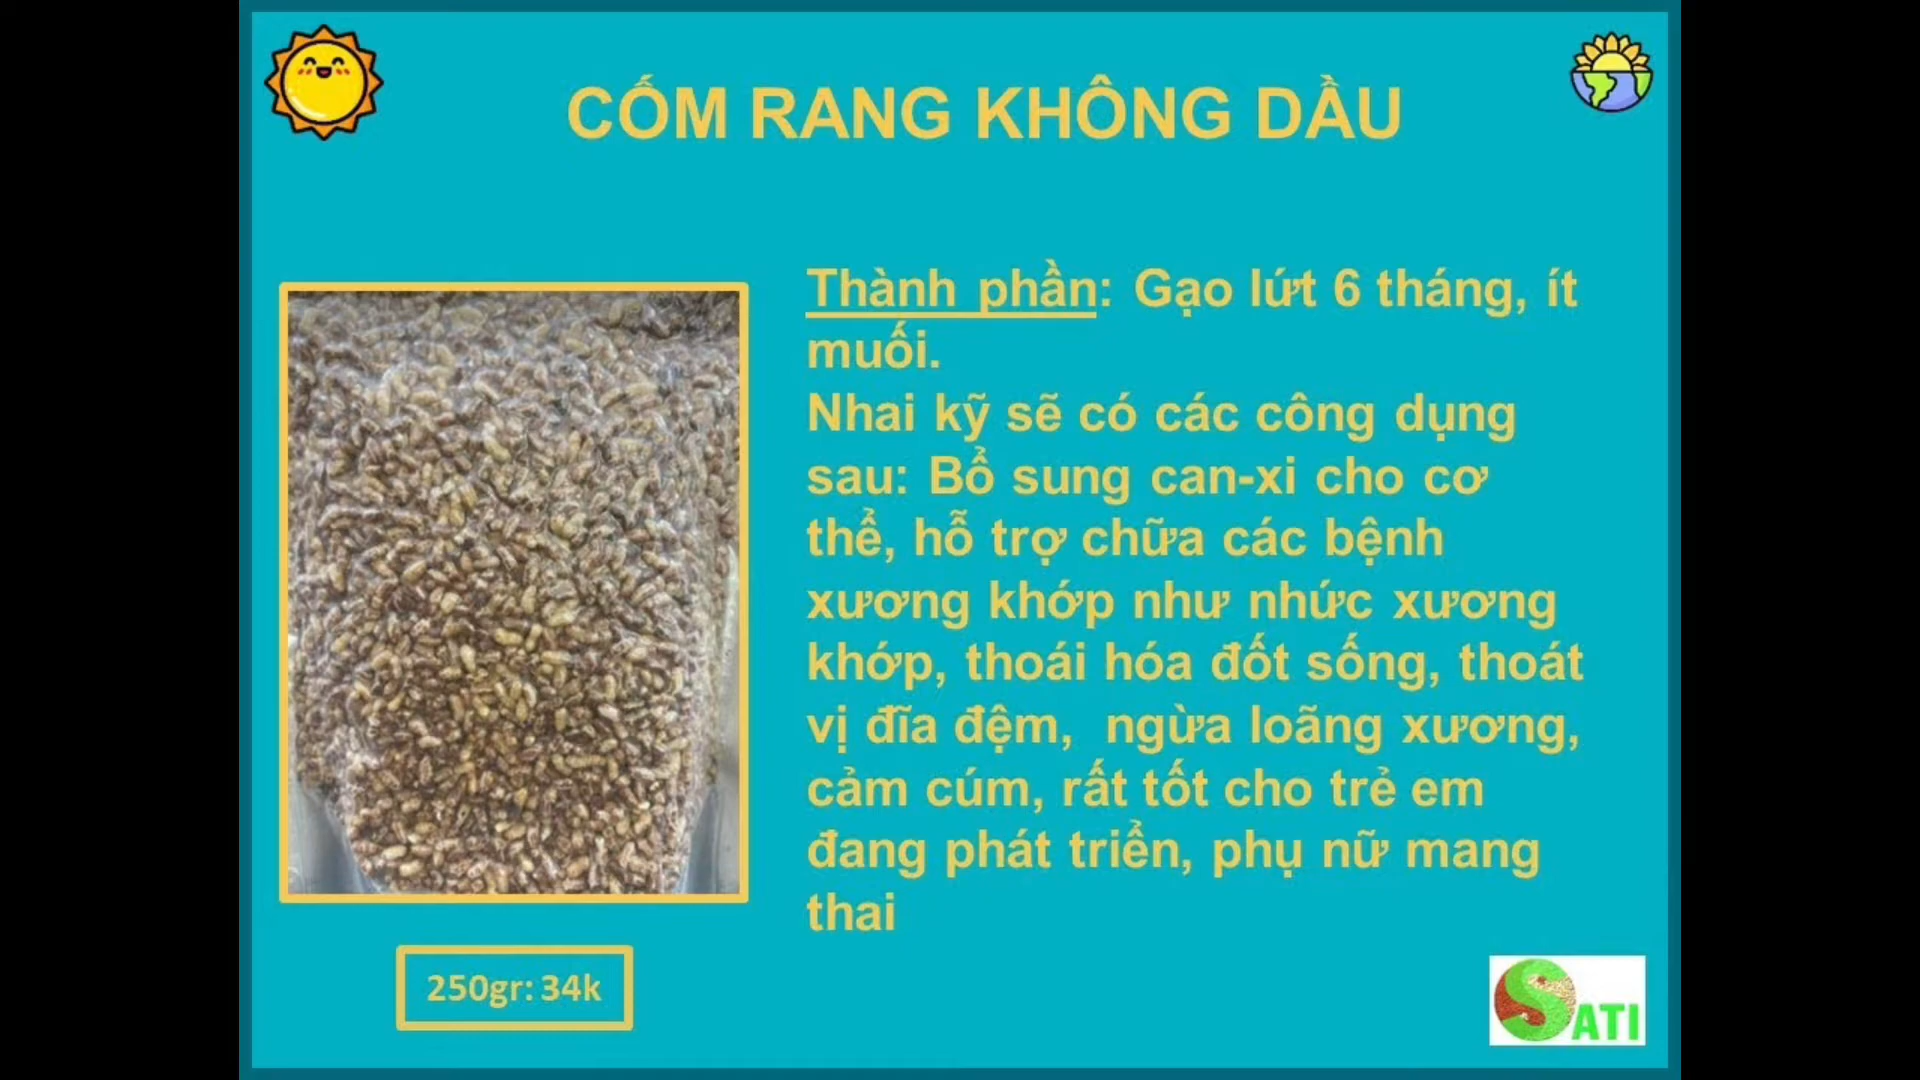 CỐM RANG KHÔNG DẦU
Thành phần: Gạo lứt 6 tháng, ít
muối.
Nhai kỹ sẽ có các công dụng
sau: Bổ sung can-xi cho cơ
thể, hỗ trợ chữa các bệnh
xương khớp như nhức xương
khớp, thoái hóa đốt sống, thoát
vị đĩa đệm, ngừa loãng xương,
cảm cúm, rất tốt cho trẻ em
đang phát triển, phụ nữ mang
thai
250gr: 34k
SATI